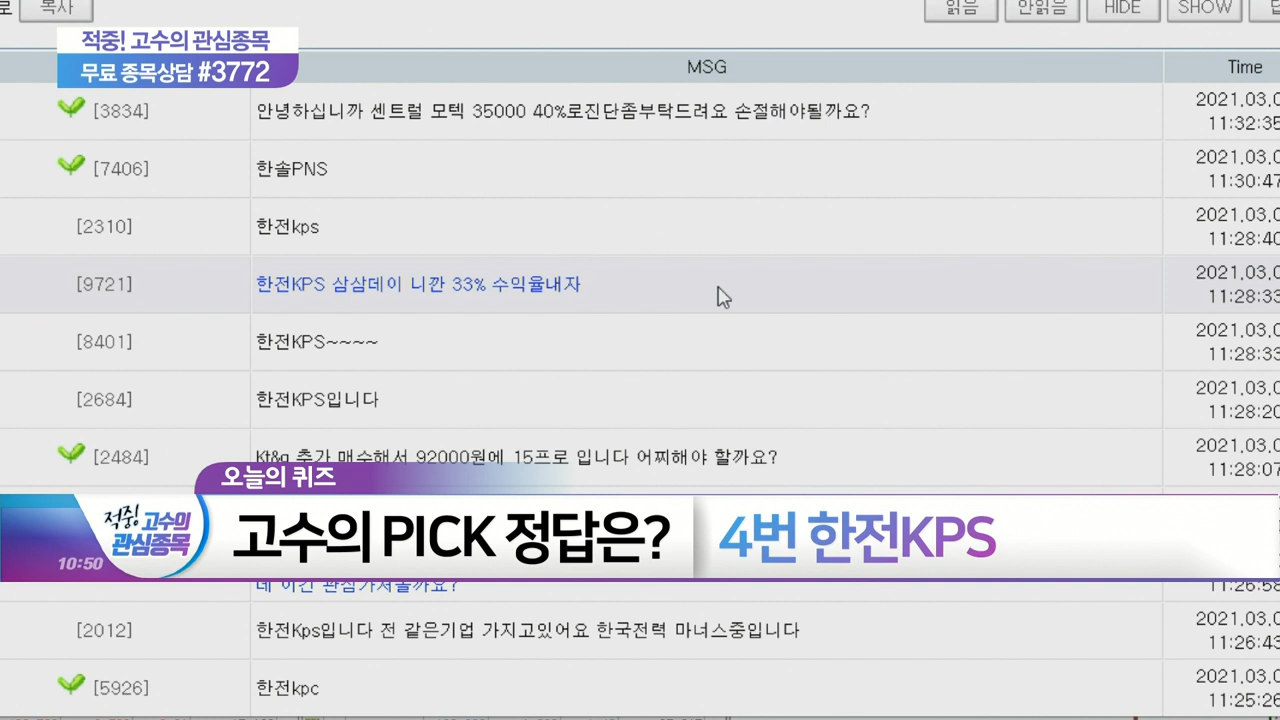 복사
읽음 안읽음 HIDE SHOW
적중! 고수의 관심종목
무료 종목상담 #3772
MSG Time
[3834] 안녕하십니까 센트럴 모텍 35000 40%로진단좀부탁드려요 손절해야될까요? 2021.03.0
11:32:35
[7406] 한솔PNS 2021.03.0
11:30:47
[2310] 한전kps 2021.03.0
11:28:40
[9721] 한전KPS 삼삼데이 니깐 33% 수익율내자 2021.03.0
11:28:33
[8401] 한전KPS~~~~ 2021.03.0
11:28:33
[2684] 한전KPS입니다 2021.03.0
11:28:20
[2484] Kt&g 추가 매수해서 92000원에 15프로 입니다 어찌해야 할까요? 2021.03.0
11:28:07
오늘의 퀴즈
적중! 고수의
관심종목
10:50
고수의 PICK 정답은? 4번 한전KPS
11:26:58
[2012] 한전Kps입니다 전 같은기업 가지고있어요 한국전력 마너스중입니다 2021.03.0
11:26:43
[5926] 한전kpc 2021.03.0
11:25:26